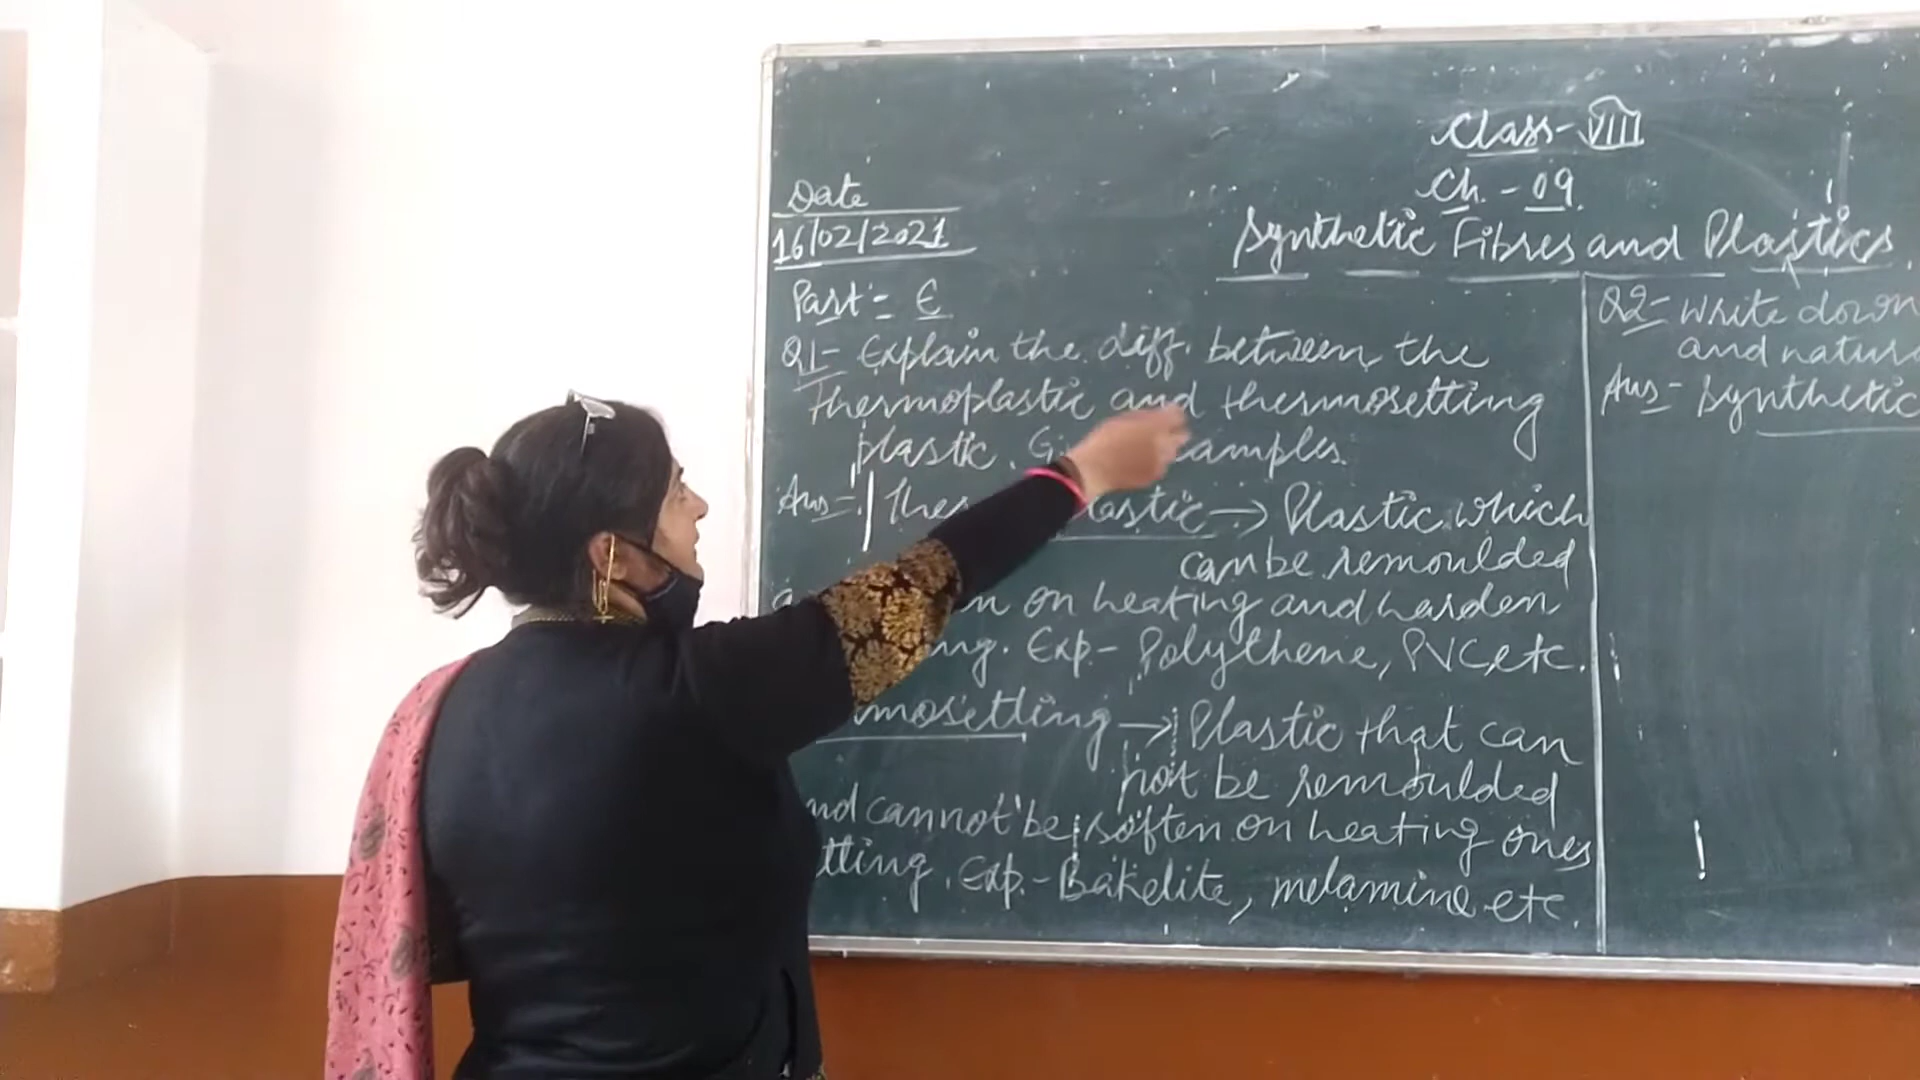 Class - VIII
Ch. - 09.
Synthetic Fibres and Plastics.
Date
16/02/2021
Part :- E
Q1- Explain the diff. between the
Thermoplastic and thermosetting
plastic. amples.
Ans = lastic → Plastic which
can be remoulded
on heating and harden
Exp- Polythene, PVC, etc.
mosetting → Plastic that can
not be remoulded
nd cannot be soften on heating ones
tting. Exp.- Bakelite, melamine etc.
Q2- Write down
and natura
Ans - Synthetic